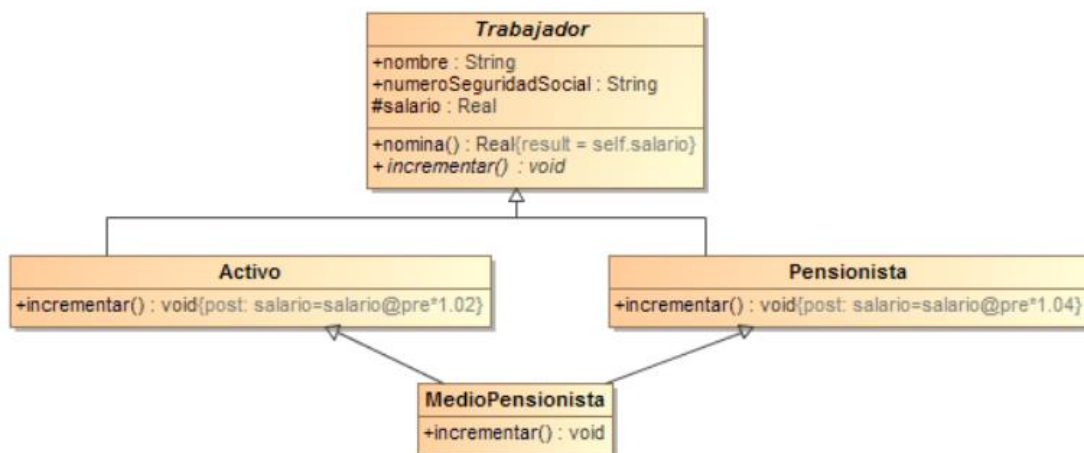 Trabajador
+nombre : String
+numeroSeguridadSocial : String
#salario : Real
+nomina() : Real{result = self.salario}
+ incrementar() : void
Activo
+incrementar() : void{post: salario=salario@pre*1.02}
Pensionista
+incrementar() : void{post: salario=salario@pre*1.04}
MedioPensionista
+incrementar() : void